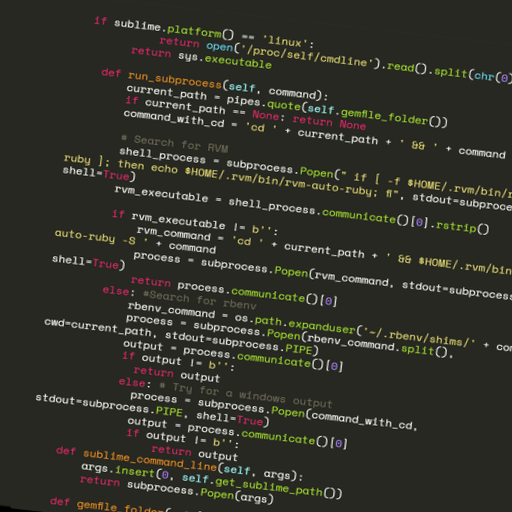 if sublime.platform() == 'linux':
return open('/proc/self/cmdline').read().split(chr(0)
return sys.executable
def run_subprocess(self, command):
current_path = pipes.quote(self.gemfile_folder())
if current_path == None: return None
command_with_cd = 'cd ' + current_path + ' && ' + command
# Search for RVM
shell_process = subprocess.Popen(" if [ -f $HOME/.rvm/bin/
ruby ]; then echo $HOME/.rvm/bin/rvm-auto-ruby; fi", stdout=subproce
shell=True)
rvm_executable = shell_process.communicate()[0].rstrip()
if rvm_executable != b'':
rvm_command = 'cd ' + current_path + ' && $HOME/.rvm/bin
auto-ruby -S ' + command
process = subprocess.Popen(rvm_command, stdout=subprocess
shell=True)
return process.communicate()[0]
else: #Search for rbenv
rbenv_command = os.path.expanduser('~/.rbenv/shims/' + co
process = subprocess.Popen(rbenv_command.split(),
cwd=current_path, stdout=subprocess.PIPE)
output = process.communicate()[0]
if output != b'':
return output
else: # Try for a windows output
process = subprocess.Popen(command_with_cd,
stdout=subprocess.PIPE, shell=True)
output = process.communicate()[0]
if output != b'':
return output
def sublime_command_line(self, args):
args.insert(0, self.get_sublime_path())
return subprocess.Popen(args)
def gemfile_folder(